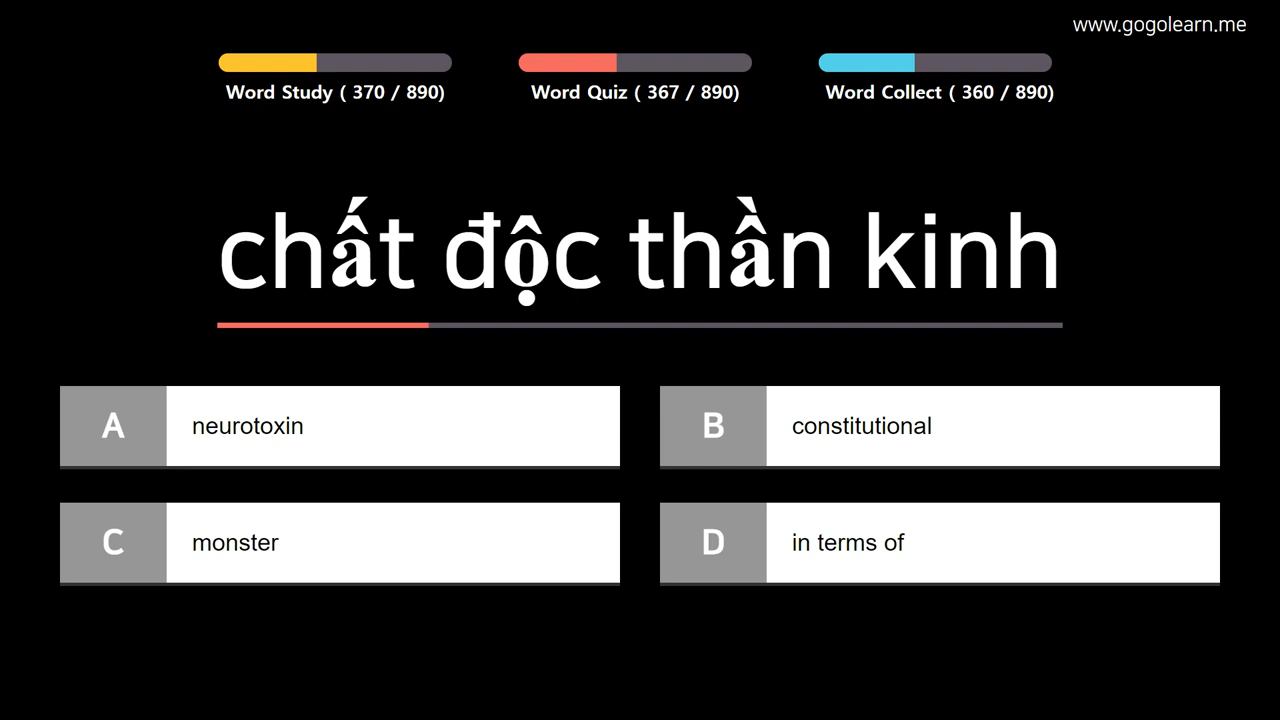 www.gogolearn.me
Word Study ( 370 / 890)
Word Quiz ( 367 / 890)
Word Collect ( 360 / 890)
chất độc thần kinh
A neurotoxin
B constitutional
C monster
D in terms of